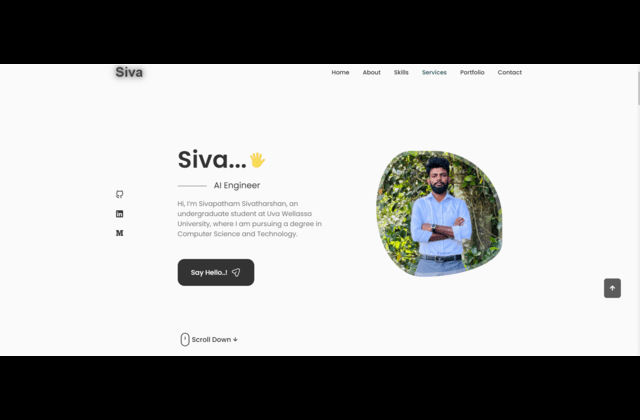 Siva
Home About Skills Services Portfolio Contact
Siva...
AI Engineer
Hi, I'm Sivapatham Sivatharshan, an
undergraduate student at Uva Wellassa
University, where I am pursuing a degree in
Computer Science and Technology.
Say Hello..!
Scroll Down